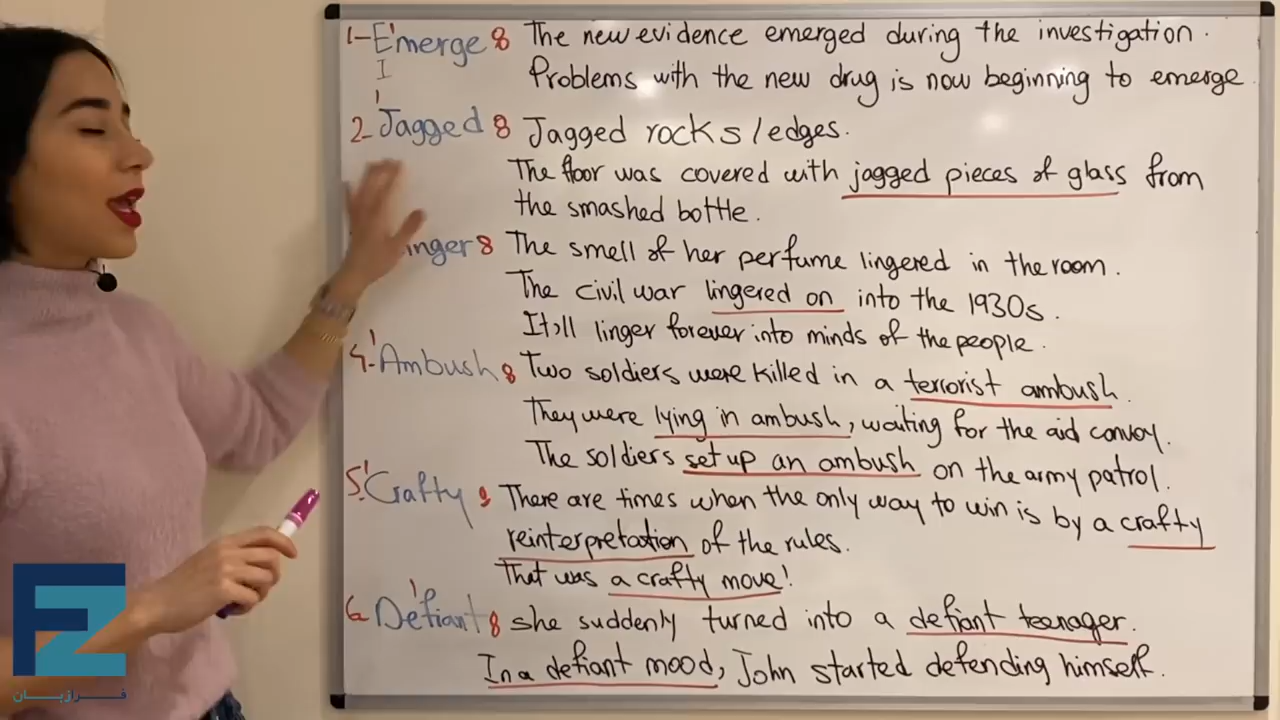 1- Emerge: The new evidence emerged during the investigation.
I
Problems with the new drug is now beginning to emerge
2- Jagged: Jagged rocks/edges.
The floor was covered with jagged pieces of glass from
the smashed bottle.
inger: The smell of her perfume lingered in the room.
The civil war lingered on into the 1930s.
It'll linger forever into minds of the people.
4- Ambush: Two soldiers were killed in a terrorist ambush.
They were lying in ambush, waiting for the aid convoy.
The soldiers set up an ambush on the army patrol.
5- Crafty: There are times when the only way to win is by a crafty
reinterpretation of the rules.
That was a crafty move!
6- Defiant: she suddenly turned into a defiant teenager.
In a defiant mood, John started defending himself.
FZ
فــرازبــان